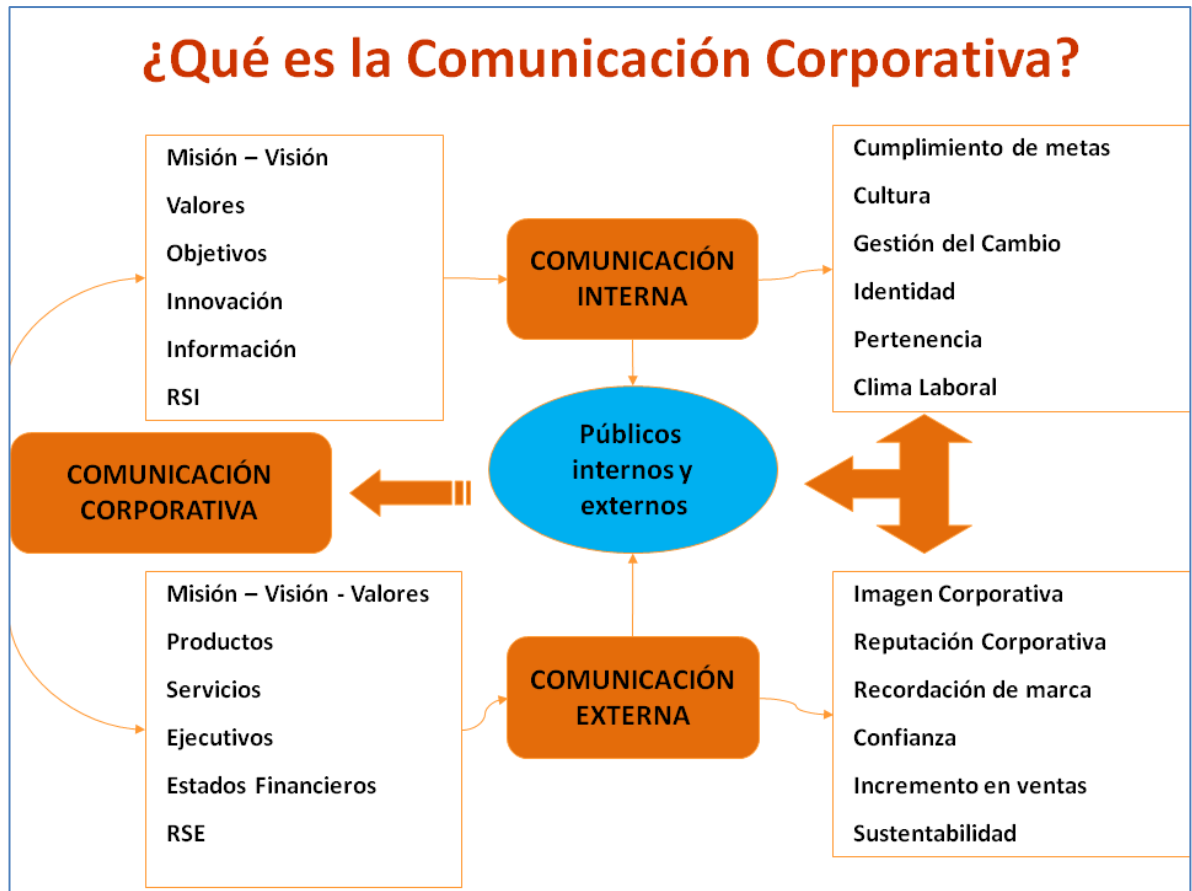 ¿Qué es la Comunicación Corporativa?
Misión – Visión
Valores
Objetivos
Innovación
Información
RSI
COMUNICACIÓN
INTERNA
Cumplimiento de metas
Cultura
Gestión del Cambio
Identidad
Pertenencia
Clima Laboral
COMUNICACIÓN
CORPORATIVA
Públicos
internos y
externos
Misión – Visión - Valores
Productos
Servicios
Ejecutivos
Estados Financieros
RSE
COMUNICACIÓN
EXTERNA
Imagen Corporativa
Reputación Corporativa
Recordación de marca
Confianza
Incremento en ventas
Sustentabilidad